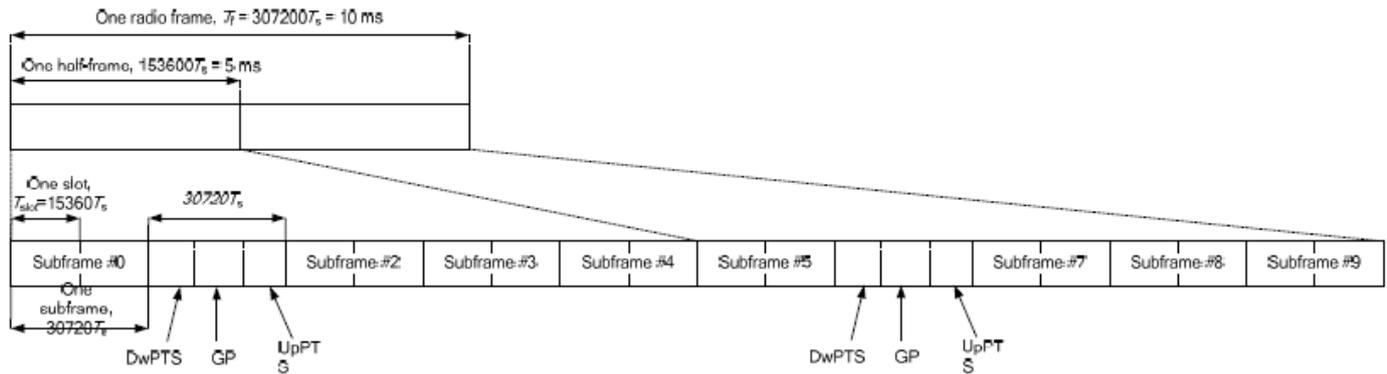 One radio frame, Tf = 307200Ts = 10 ms
One half-frame, 153600Ts = 5 ms
One slot,
Tslot=15360Ts
30720Ts
Subframe #0
Subframe #2
Subframe #3
Subframe #4
Subframe #5
Subframe #7
Subframe #8
Subframe #9
One
subframe,
30720Ts
DwPTS
GP
UpPT
S
DwPTS
GP
UpPT
S